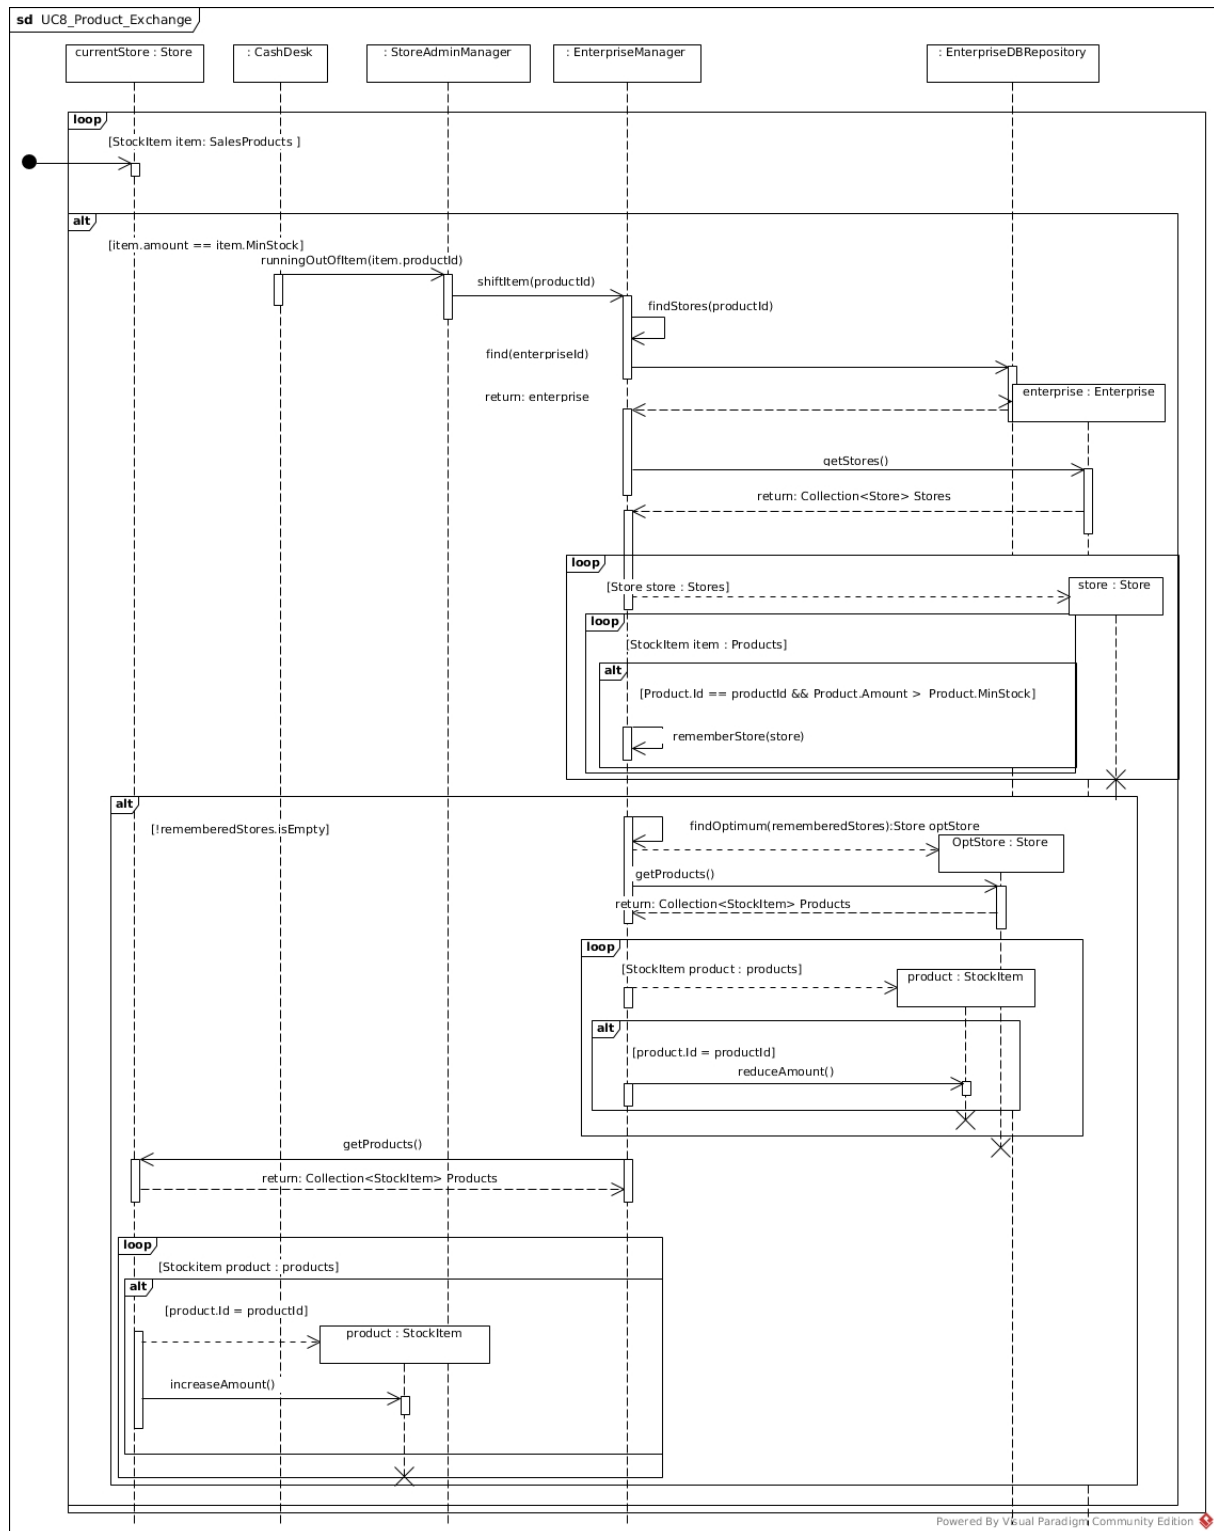 sd UC8_Product_Exchange
currentStore : Store
: CashDesk
: StoreAdminManager
: EnterpriseManager
: EnterpriseDBRepository
loop
[StockItem item: SalesProducts ]
alt
[item.amount == item.MinStock]
runningOutOfItem(item.productId)
shiftItem(productId)
findStores(productId)
find(enterpriseId)
return: enterprise
enterprise : Enterprise
getStores()
return: Collection<Store> Stores
loop
[Store store : Stores]
store : Store
loop
[StockItem item : Products]
alt
[Product.Id == productId && Product.Amount > Product.MinStock]
rememberStore(store)
alt
[!rememberedStores.isEmpty]
findOptimum(rememberedStores):Store optStore
OptStore : Store
getProducts()
return: Collection<StockItem> Products
loop
[StockItem product : products]
product : StockItem
alt
[product.Id = productId]
reduceAmount()
getProducts()
return: Collection<StockItem> Products
loop
[Stockitem product : products]
alt
[product.Id = productId]
product : StockItem
increaseAmount()
Powered By Visual Paradigm Community Edition